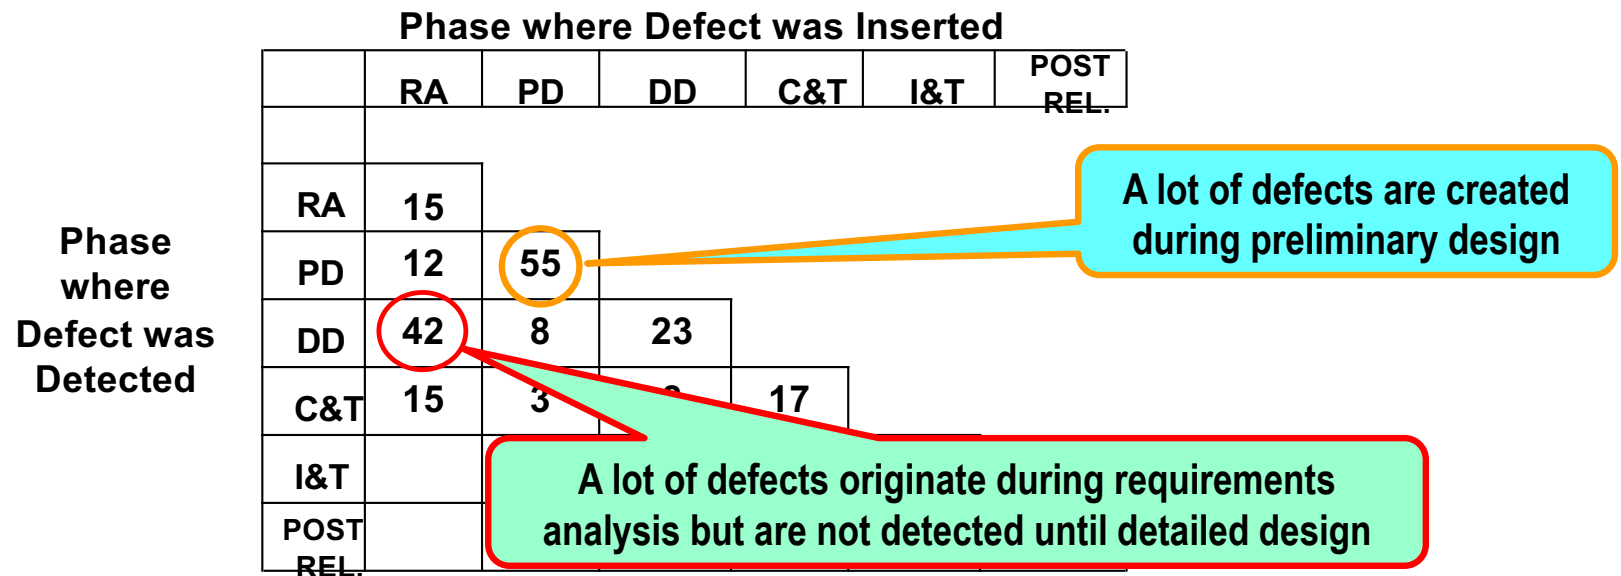 Phase where Defect was Inserted
RA PD DD C&T I&T POST REL.
RA 15
PD 12 55
DD 42 8 23
C&T 15 3 17
I&T
POST REL.
Phase
where
Defect was
Detected
A lot of defects are created
during preliminary design
A lot of defects originate during requirements
analysis but are not detected until detailed design